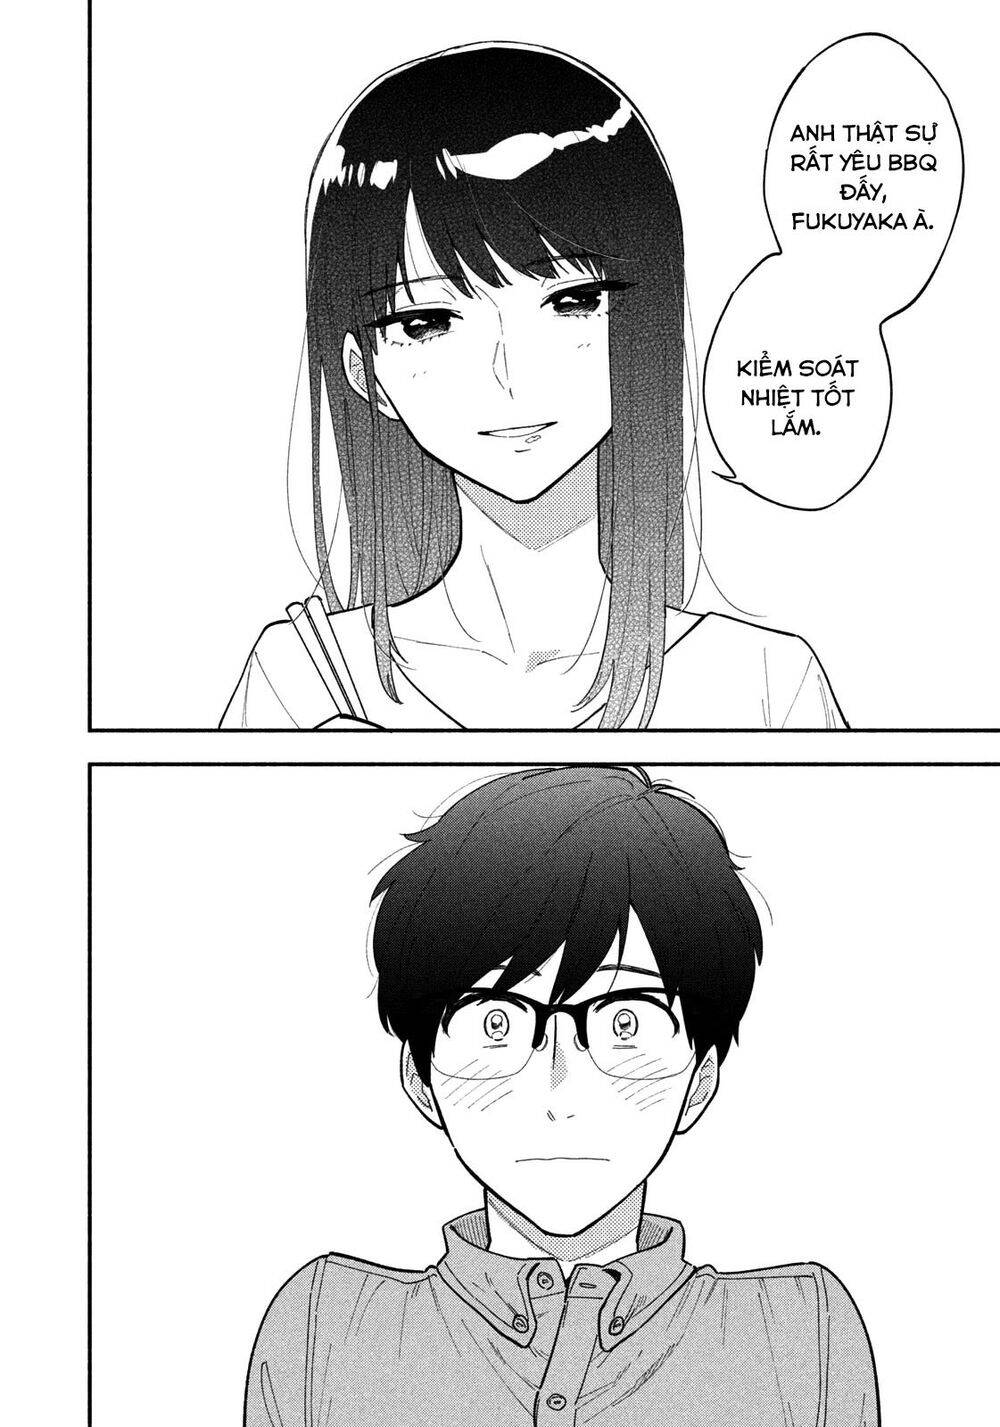 ANH THẬT SỰ
RẤT YÊU BBQ
ĐẤY,
FUKUYAKA À.
KIỂM SOÁT
NHIỆT TỐT
LẮM.